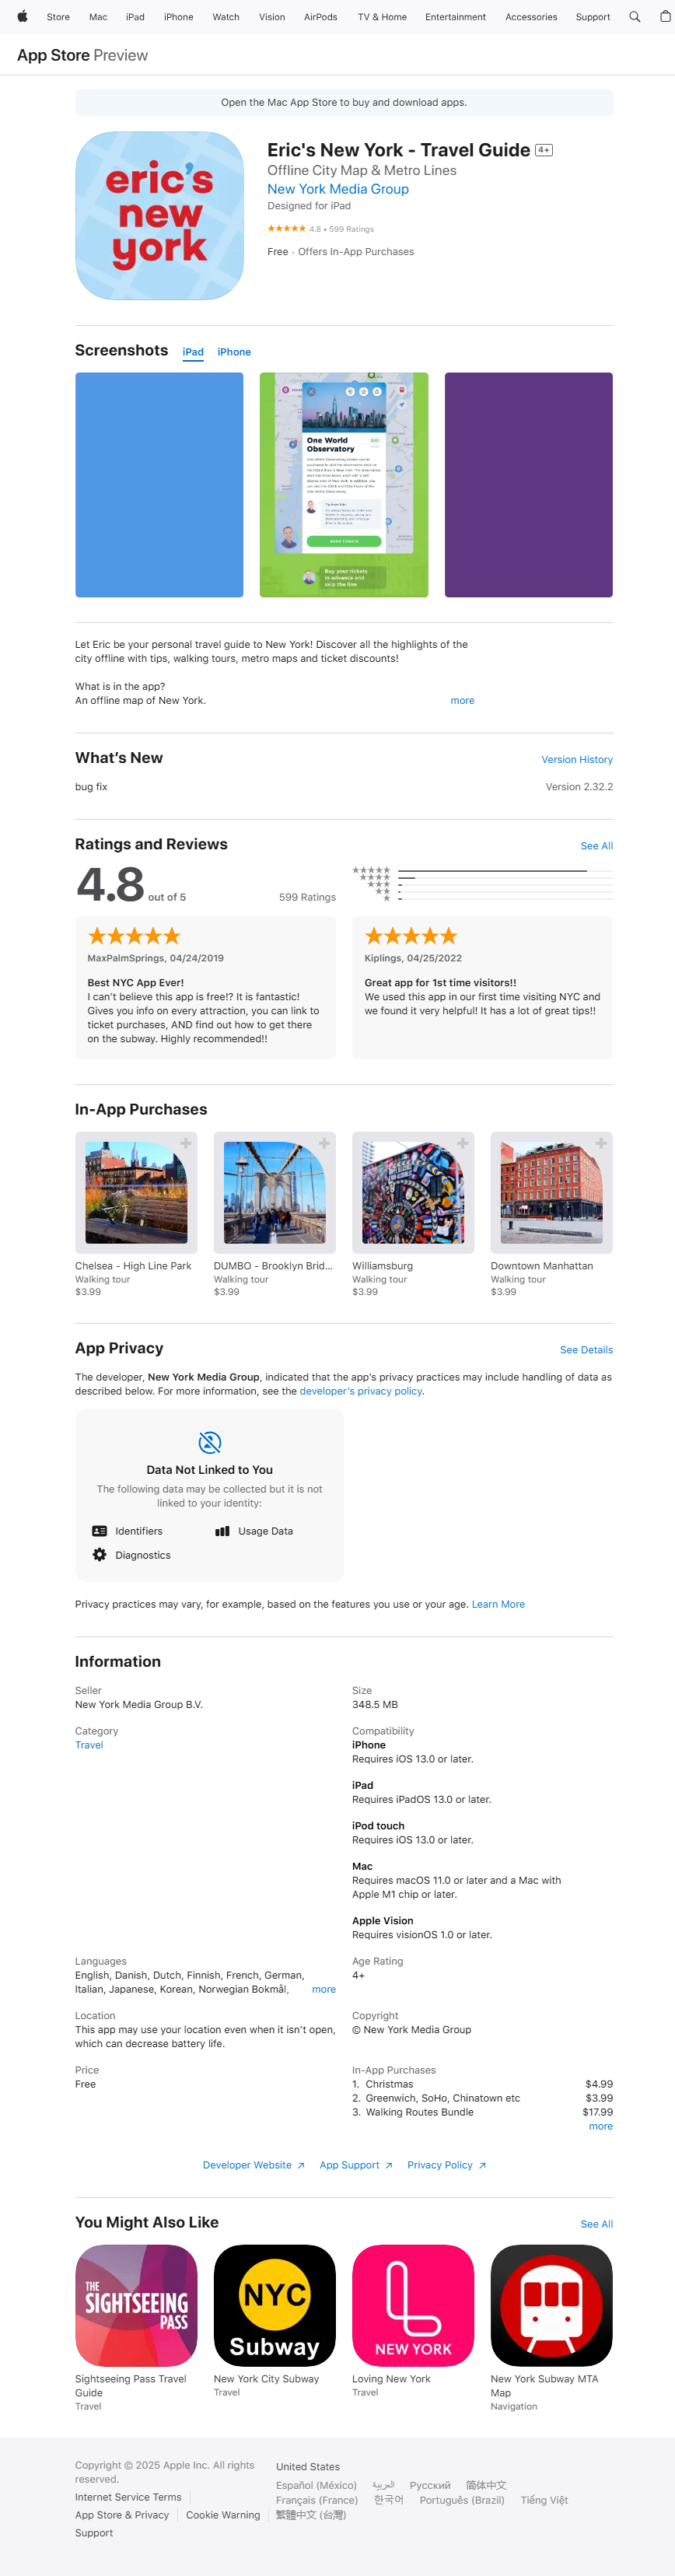 Store Mac iPad iPhone Watch Vision AirPods TV & Home Entertainment Accessories Support
App Store Preview
Open the Mac App Store to buy and download apps.
eric's
new
york
Eric's New York - Travel Guide 4+
Offline City Map & Metro Lines
New York Media Group
Designed for iPad
4.8 • 599 Ratings
Free · Offers In-App Purchases
Screenshots iPad iPhone
One World
Observatory
BOOK TICKETS
Buy your tickets
in advance and
skip the line
Let Eric be your personal travel guide to New York! Discover all the highlights of the
city offline with tips, walking tours, metro maps and ticket discounts!
What is in the app?
An offline map of New York. more
What's New Version History
bug fix Version 2.32.2
Ratings and Reviews See All
4.8 out of 5 599 Ratings
MaxPalmSprings, 04/24/2019
Best NYC App Ever!
I can't believe this app is free!? It is fantastic!
Gives you info on every attraction, you can link to
ticket purchases, AND find out how to get there
on the subway. Highly recommended!!
Kiplings, 04/25/2022
Great app for 1st time visitors!!
We used this app in our first time visiting NYC and
we found it very helpful! It has a lot of great tips!!
In-App Purchases
Chelsea - High Line Park
Walking tour
$3.99
DUMBO - Brooklyn Brid...
Walking tour
$3.99
Williamsburg
Walking tour
$3.99
Downtown Manhattan
Walking tour
$3.99
App Privacy See Details
The developer, New York Media Group, indicated that the app's privacy practices may include handling of data as
described below. For more information, see the developer's privacy policy.
Data Not Linked to You
The following data may be collected but it is not
linked to your identity:
Identifiers Usage Data
Diagnostics
Privacy practices may vary, for example, based on the features you use or your age. Learn More
Information
Seller
New York Media Group B.V.
Size
348.5 MB
Category
Travel
Compatibility
iPhone
Requires iOS 13.0 or later.
iPad
Requires iPadOS 13.0 or later.
iPod touch
Requires iOS 13.0 or later.
Mac
Requires macOS 11.0 or later and a Mac with
Apple M1 chip or later.
Apple Vision
Requires visionOS 1.0 or later.
Languages
English, Danish, Dutch, Finnish, French, German,
Italian, Japanese, Korean, Norwegian Bokmål, more
Age Rating
4+
Location
This app may use your location even when it isn't open,
which can decrease battery life.
Copyright
© New York Media Group
Price
Free
In-App Purchases
1. Christmas $4.99
2. Greenwich, SoHo, Chinatown etc $3.99
3. Walking Routes Bundle $17.99
more
Developer Website App Support Privacy Policy
You Might Also Like See All
THE
SIGHTSEEING
PASS
NYC
Subway
NEW YORK
Sightseeing Pass Travel
Guide
Travel
New York City Subway
Travel
Loving New York
Travel
New York Subway MTA
Map
Navigation
Copyright © 2025 Apple Inc. All rights
reserved.
Internet Service Terms
App Store & Privacy Cookie Warning
Support
United States
Español (México) العربية Русский 简体中文
Français (France) 한국어 Português (Brazil) Tiếng Việt
繁體中文 (台灣)